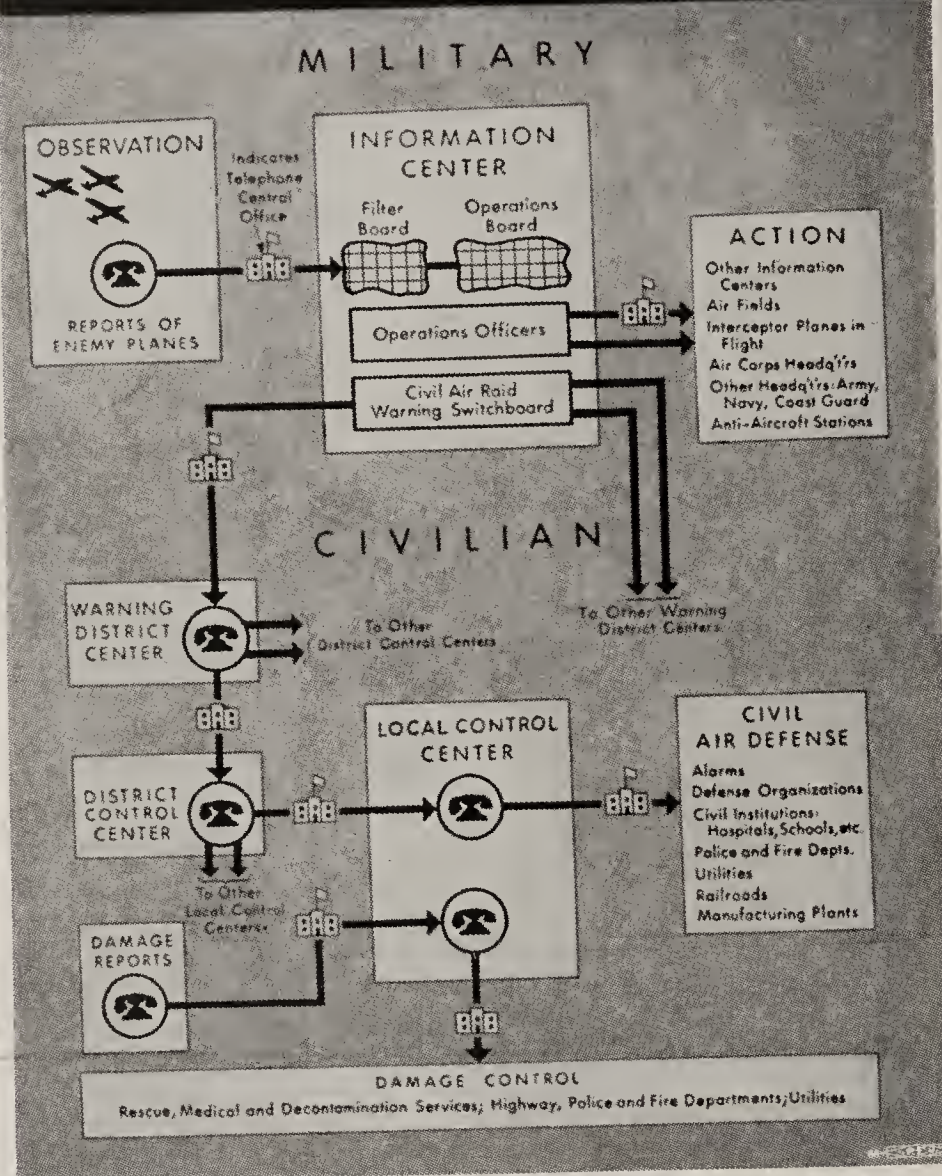 MILITARY
OBSERVATION
REPORTS OF
ENEMY PLANES
Indicates
Telephone
Central
Office
INFORMATION
CENTER
Filter
Board
Operations
Board
Operations Officers
Civil Air Raid
Warning Switchboard
ACTION
Other Information
Centers
Air Fields
Interceptor Planes in
Flight
Air Corps Headq't'rs
Other Headq't'rs: Army,
Navy, Coast Guard
Anti-Aircraft Stations
CIVILIAN
WARNING
DISTRICT
CENTER
To Other
District Control Centers
To Other Warning
District Centers
DISTRICT
CONTROL
CENTER
To Other
Local Control
Centers
LOCAL CONTROL
CENTER
CIVIL
AIR DEFENSE
Alarms
Defense Organizations
Civil Institutions:
Hospitals, Schools, etc.
Police and Fire Depts.
Utilities
Railroads
Manufacturing Plants
DAMAGE
REPORTS
DAMAGE CONTROL
Rescue, Medical and Decontamination Services; Highway, Police and Fire Departments; Utilities